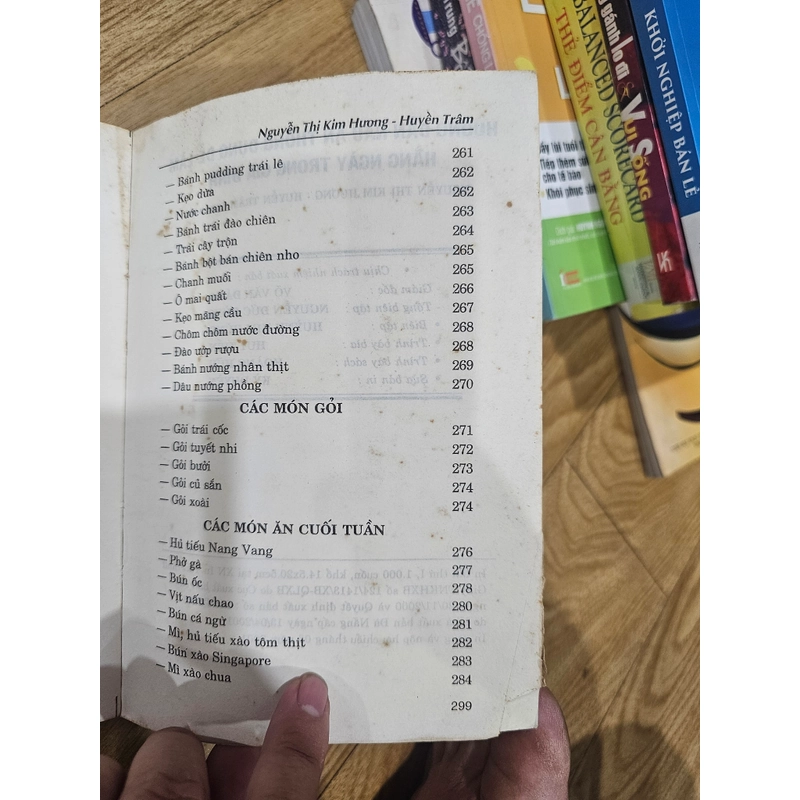 Nguyễn Thị Kim Hương - Huyền Trâm
– Bánh pudding trái lê 261
– Kẹo dừa 262
– Nước chanh 262
– Bánh trái đào chiên 263
– Trái cây trộn 264
– Bánh bột bán chiên nho 265
– Chanh muối 265
– Ô mai quất 266
– Kẹo mãng cầu 267
– Chôm chôm nước đường 268
– Đào ướp rượu 268
– Bánh nướng nhân thịt 269
– Dâu nướng phồng 270
CÁC MÓN GỎI
– Gỏi trái cốc 271
– Gỏi tuyết nhi 272
– Gỏi bưởi 273
– Gỏi củ sắn 274
– Gỏi xoài 274
CÁC MÓN ĂN CUỐI TUẦN
– Hủ tiếu Nang Vang 276
– Phở gà 277
– Bún ốc 278
– Vịt nấu chao 280
– Bún cá ngừ 281
– Mì, hủ tiếu xào tôm thịt 282
– Bún xào Singapore 283
– Mì xào chua 284
299
BALANCED SCORECARD
THẺ ĐIỂM CÂN BẰNG
gánh lo đi
& VUI SỐNG
KHỞI NGHIỆP BÁN LẺ